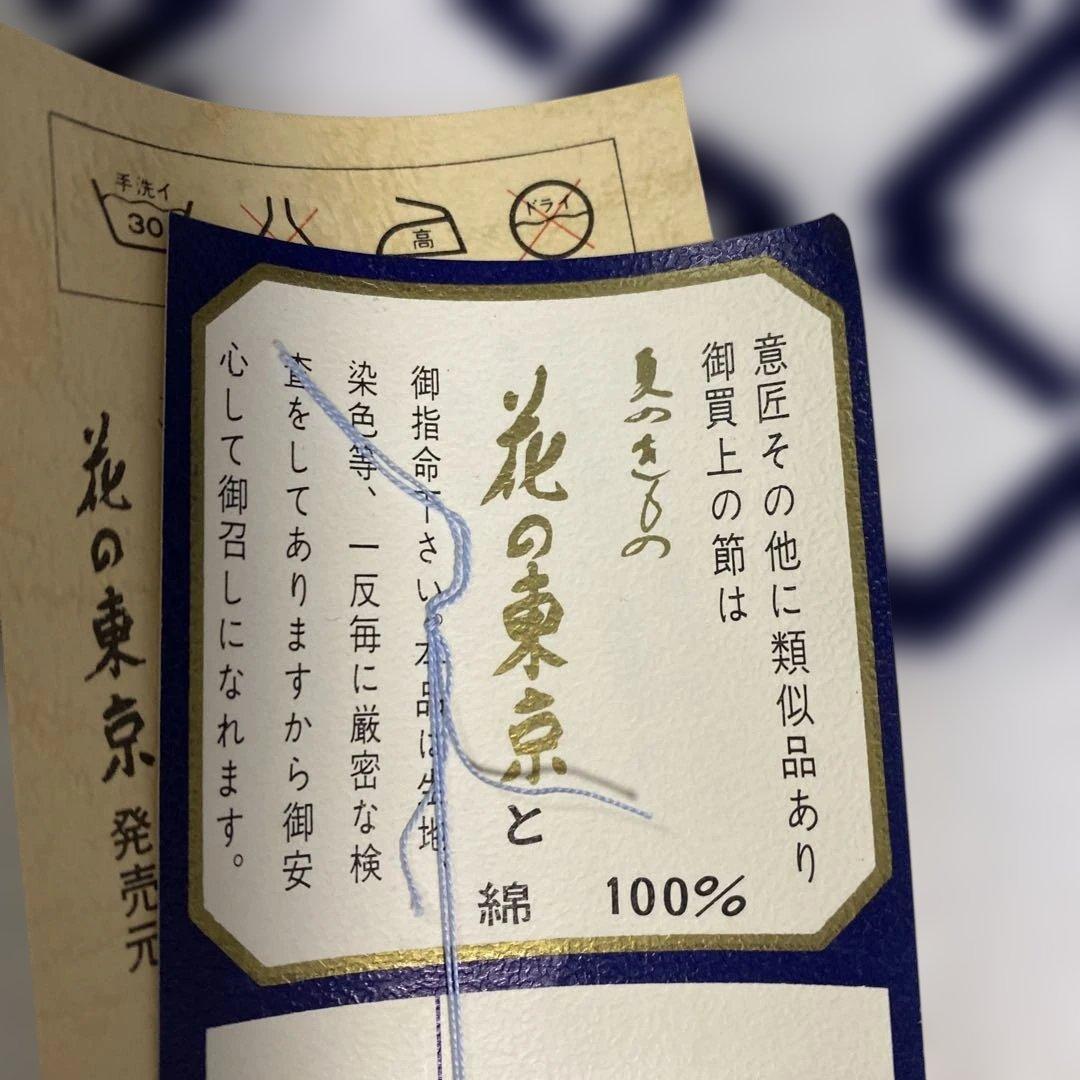 意匠その他に類似品あり
御買上の節は
夏のきもの
花の東京
と
綿 100%
御指命下さい。本品は生地、
染色等、一反毎に厳密な検
査をしてありますから御安
心して御召しになれます。
手洗イ
30
高
ドライ
花の東京
発売元